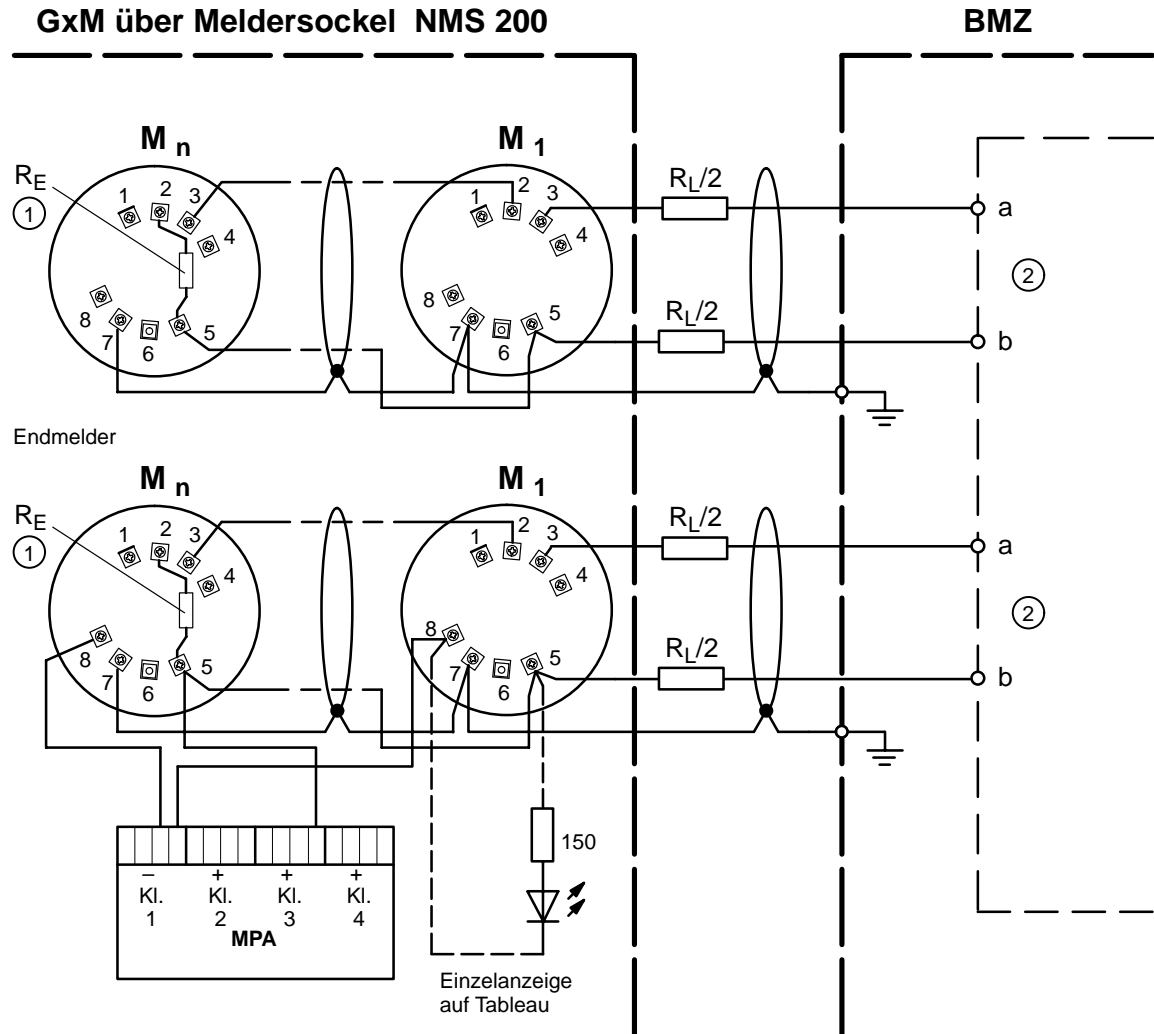 GxM über Meldersockel NMS 200
BMZ
M n
M 1
R E
1
1
2
3
4
5
6
7
8
1
2
3
4
5
6
7
8
R L /2
a
2
R L /2
b
Endmelder
M n
M 1
R E
1
1
2
3
4
5
6
7
8
1
2
3
4
5
6
7
8
R L /2
a
2
R L /2
b
150
– + + +
Kl. Kl. Kl. Kl.
1 2 3 4
MPA
Einzelanzeige
auf Tableau